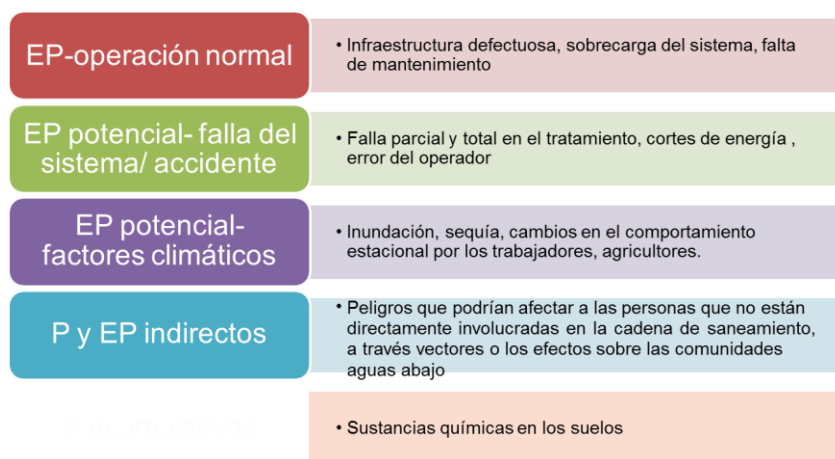 EP-operación normal
• Infraestructura defectuosa, sobrecarga del sistema, falta
de mantenimiento
EP potencial- falla del
sistema/ accidente
• Falla parcial y total en el tratamiento, cortes de energía ,
error del operador
EP potencial-
factores climáticos
• Inundación, sequía, cambios en el comportamiento
estacional por los trabajadores, agricultores.
P y EP indirectos
• Peligros que podrían afectar a las personas que no están
directamente involucradas en la cadena de saneamiento,
a través vectores o los efectos sobre las comunidades
aguas abajo
• Sustancias químicas en los suelos